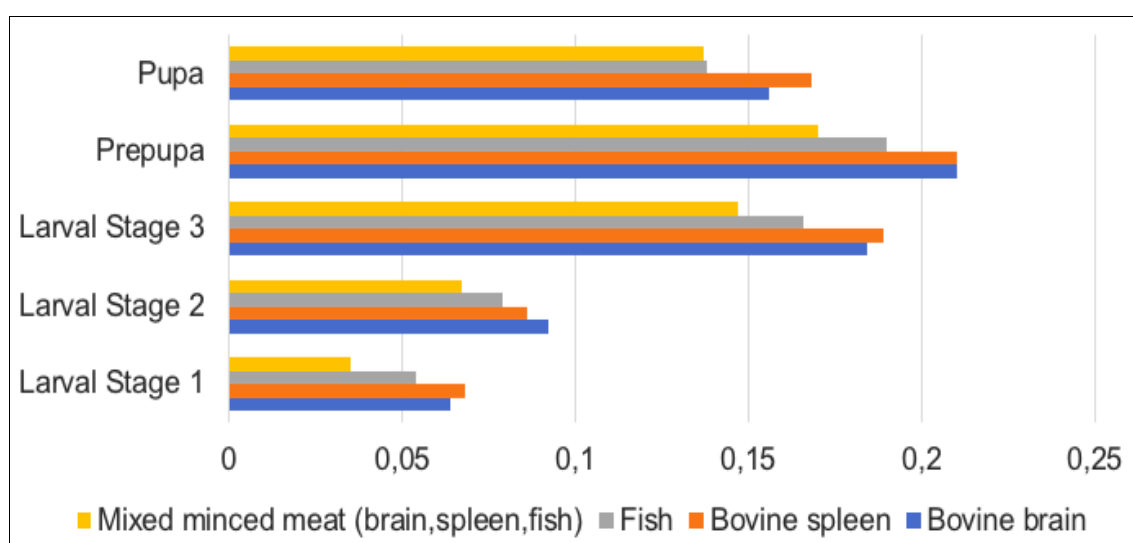 Pupa
Prepupa
Larval Stage 3
Larval Stage 2
Larval Stage 1
0 0,05 0,1 0,15 0,2 0,25
Mixed minced meat (brain,spleen,fish) Fish Bovine spleen Bovine brain